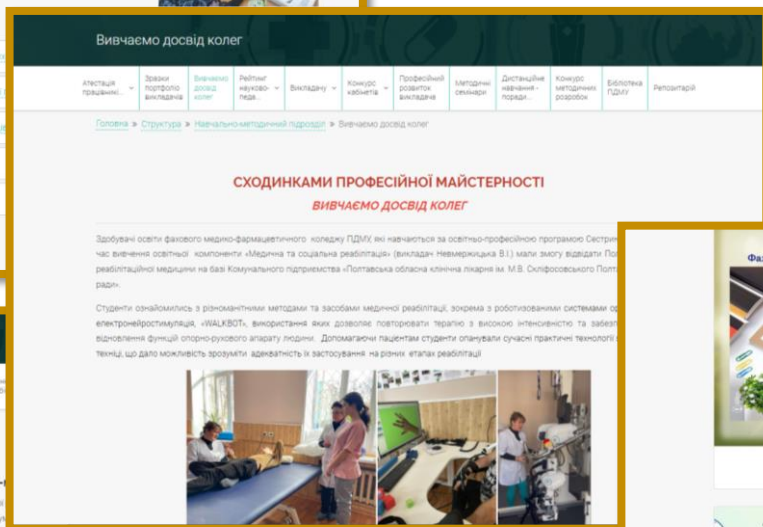 Вивчаємо досвід колег
Атестація працівникі...
Зразки портфоліо викладачів
Вивчаємо досвід колег
Рейтинг науково-педа...
Викладачу
Конкурс кабінетів
Професійний розвиток викладача
Методичні семінари
Дистанційне навчання - поради...
Конкурс методичних розробок
Бібліотека ПДМУ
Репозитарій
Головна » Структура » Навчально-методичний підрозділ » Вивчаємо досвід колег
СХОДИНКАМИ ПРОФЕСІЙНОЇ МАЙСТЕРНОСТІ
ВИВЧАЄМО ДОСВІД КОЛЕГ
Здобувачі освіти фахового медико-фармацевтичного коледжу ПДМУ, які навчаються за освітньо-професійною програмою Сестрин
час вивчення освітньої компоненти «Медична та соціальна реабілітація» (викладач Невмержицька В.І.) мали змогу відвідати Пол
реабілітаційної медицини на базі Комунального підприємства «Полтавська обласна клінічна лікарня ім. М.В. Скліфосовського Полт
ради».
Студенти ознайомились з різноманітними методами та засобами медичної реабілітації, зокрема з роботизованими системами ор
електронейростимуляція, «WALKBOT», використання яких дозволяє повторювати терапію з високою інтенсивністю та забезп
відновлення функцій опорно-рухового апарату людини. Допомагаючи пацієнтам студенти опанували сучасні практичні технології
техніці, що дало можливість зрозуміти адекватність їх застосування на різних етапах реабілітації
Фа